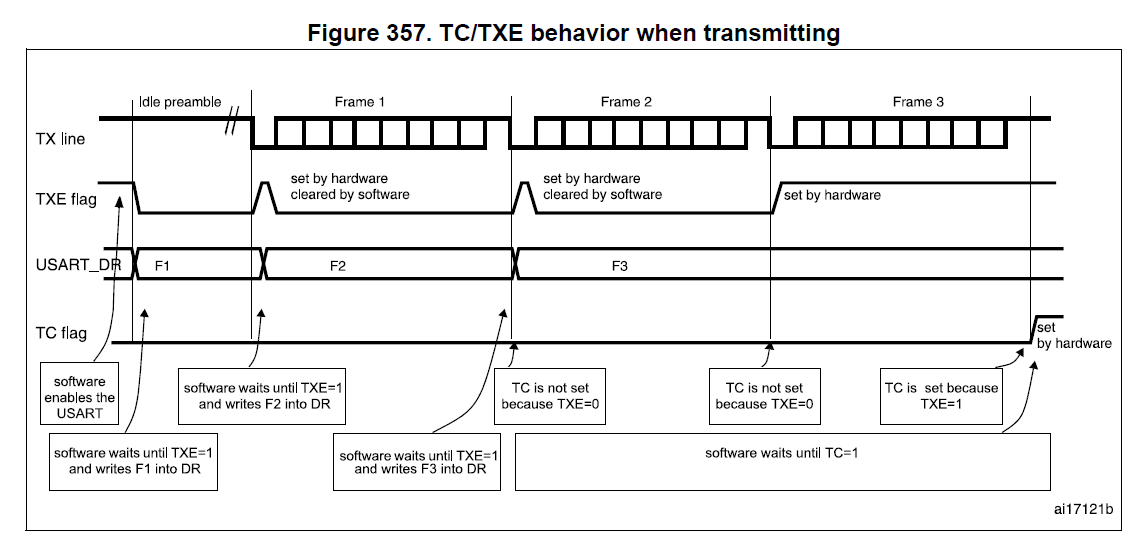 Figure 357. TC/TXE behavior when transmitting
Idle preamble
Frame 1
Frame 2
Frame 3
TX line
TXE flag
set by hardware
cleared by software
set by hardware
cleared by software
set by hardware
USART_DR
F1
F2
F3
TC flag
set
by hardware
software
enables the
USART
software waits until TXE=1
and writes F2 into DR
TC is not set
because TXE=0
TC is not set
because TXE=0
TC is  set because
TXE=1
software waits until TXE=1
and writes F1 into DR
software waits until TXE=1
and writes F3 into DR
software waits until TC=1
ai17121b